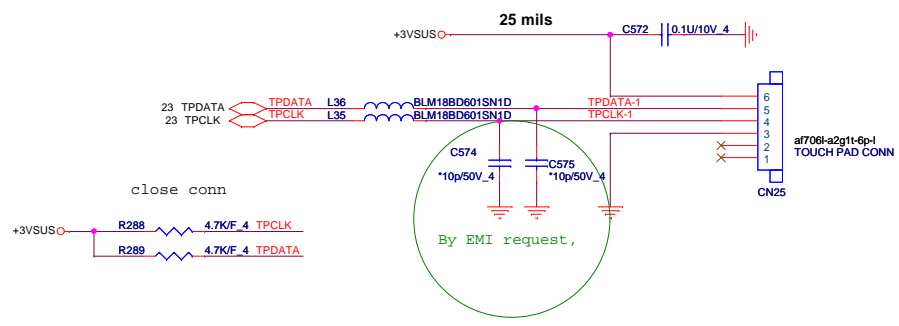 25 mils
+3VSUS
C572 0.1U/10V_4
6
23 TPDATA TPDATA L36 BLM18BD601SN1D TPDATA-1 5
23 TPCLK TPCLK L35 BLM18BD601SN1D TPCLK-1 4
3
2
1
af706l-a2g1t-6p-l
TOUCH PAD CONN
CN25
C574
*10p/50V_4
C575
*10p/50V_4
By EMI request,
close conn
+3VSUS
R288 4.7K/F_4 TPCLK
R289 4.7K/F_4 TPDATA